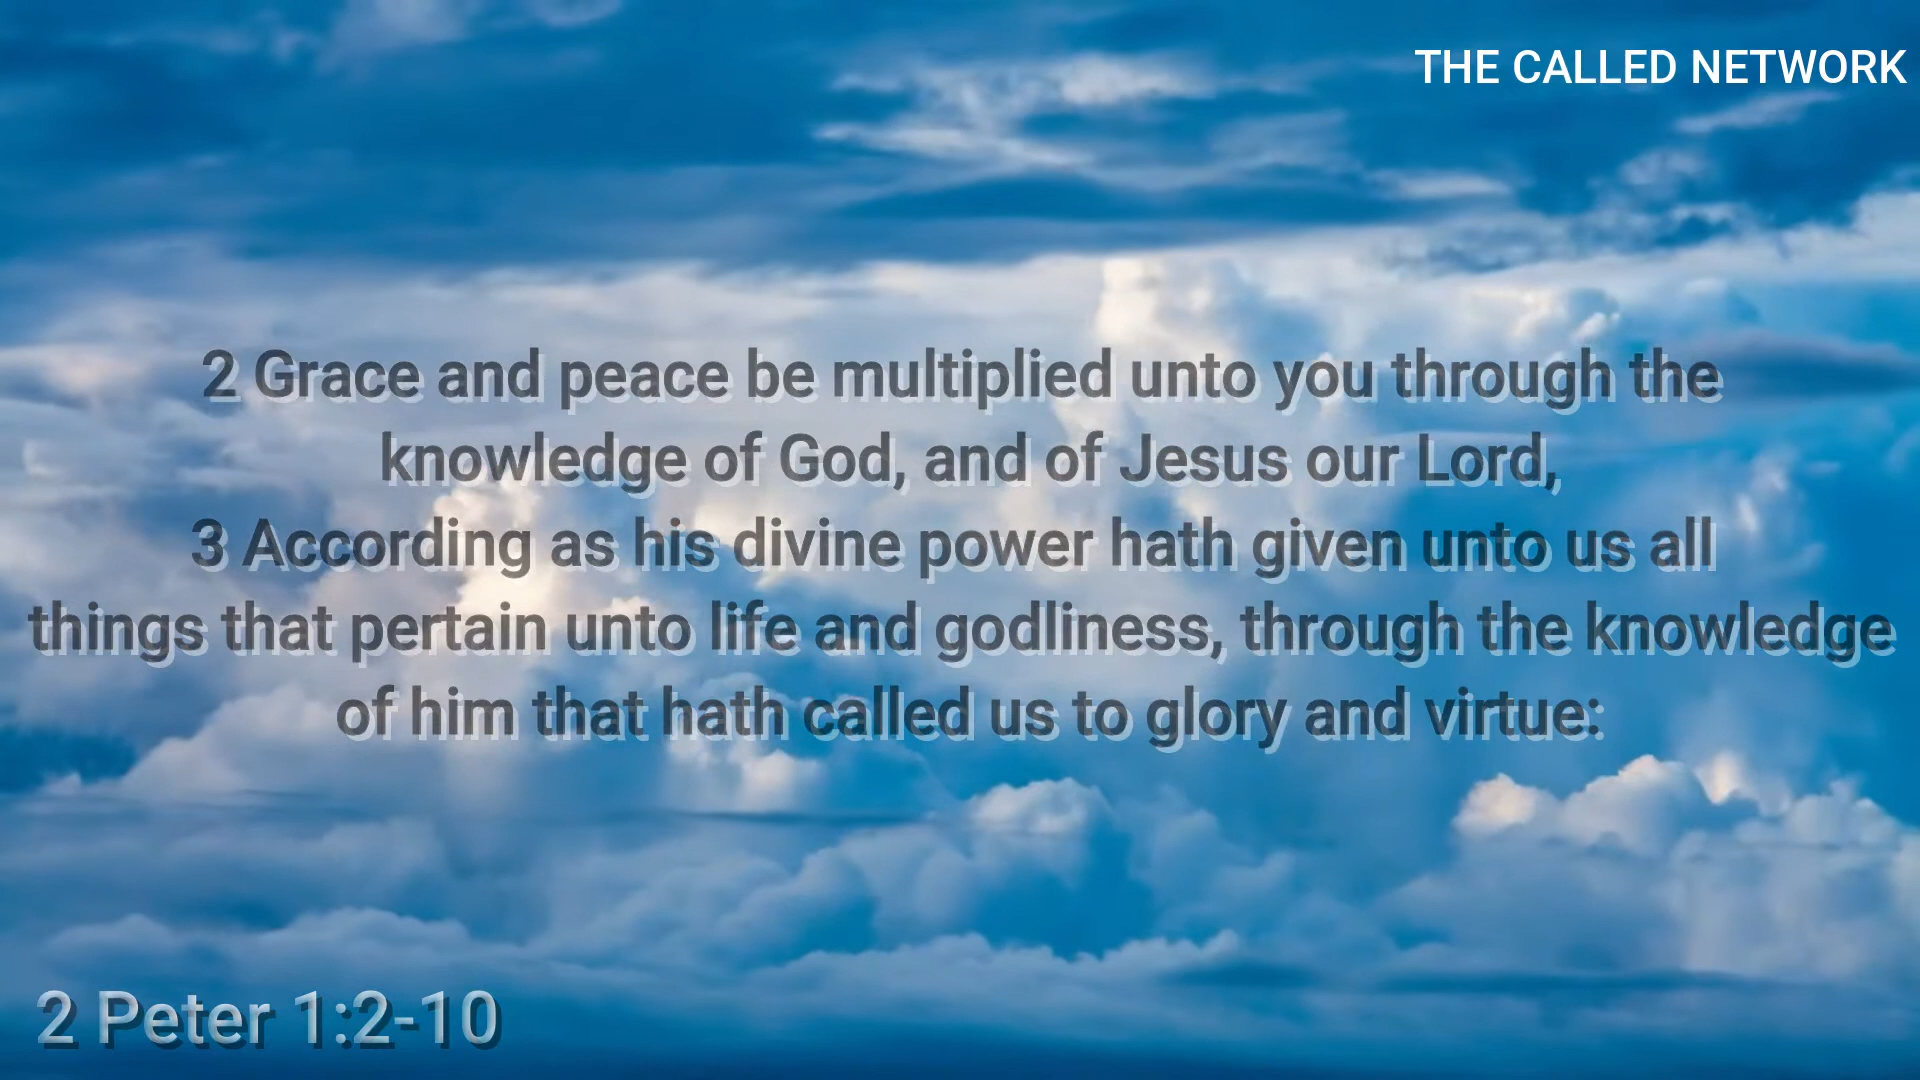 THE CALLED NETWORK
2 Grace and peace be multiplied unto you through the
knowledge of God, and of Jesus our Lord,
3 According as his divine power hath given unto us all
things that pertain unto life and godliness, through the knowledge
of him that hath called us to glory and virtue:
2 Peter 1:2-10